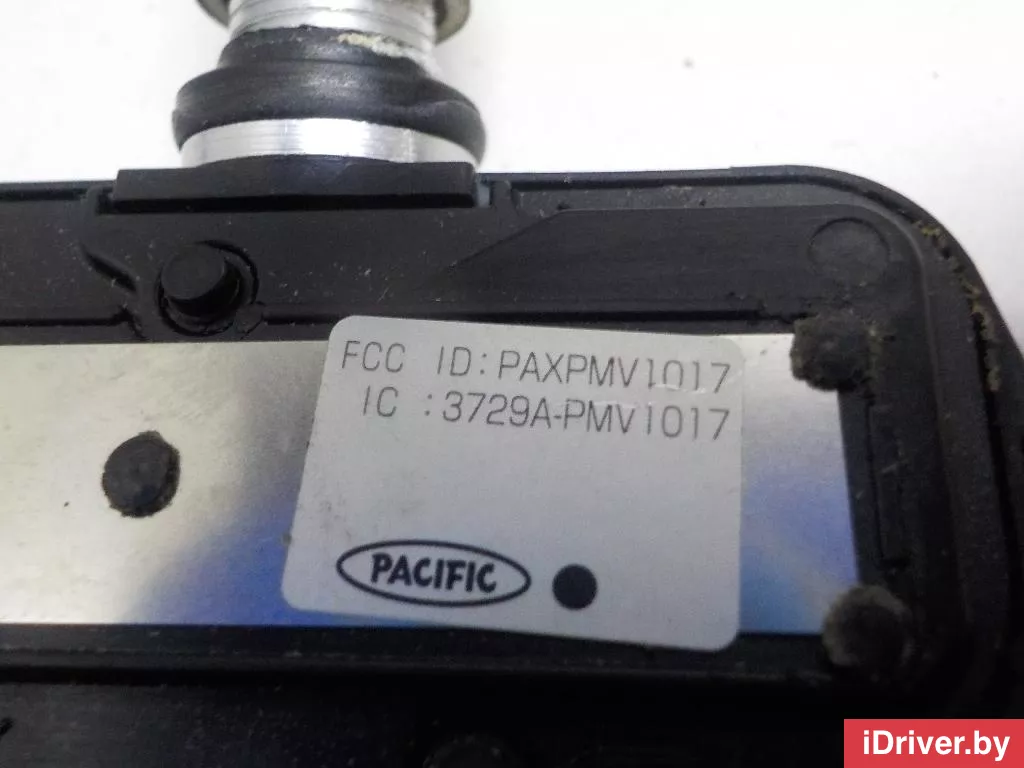 FCC ID: PAXPMV1017
IC : 3729A-PMV1017
PACIFIC
iDriver.by